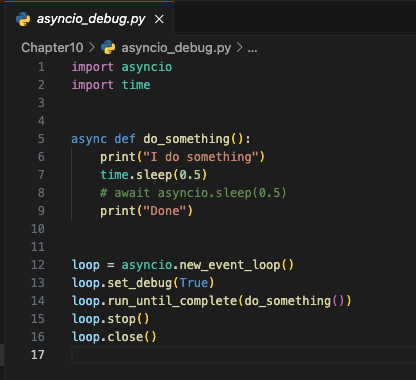 asyncio_debug.py ×
Chapter10 > asyncio_debug.py > ...
1 import asyncio
2 import time
3
4
5 async def do_something():
6     print("I do something")
7     time.sleep(0.5)
8     # await asyncio.sleep(0.5)
9     print("Done")
10
11
12 loop = asyncio.new_event_loop()
13 loop.set_debug(True)
14 loop.run_until_complete(do_something())
15 loop.stop()
16 loop.close()
17